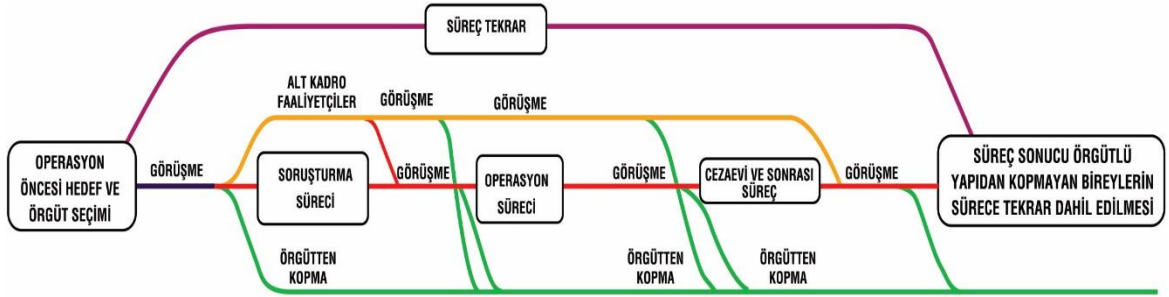 SÜREÇ TEKRAR
ALT KADRO
FAALİYETÇİLER
GÖRÜŞME
GÖRÜŞME
OPERASYON
ÖNCESİ HEDEF VE
ÖRGÜT SEÇİMİ
GÖRÜŞME
SORUŞTURMA
SÜRECİ
GÖRÜŞME
OPERASYON
SÜRECİ
GÖRÜŞME
CEZAEVİ VE SONRASI
SÜREÇ
GÖRÜŞME
SÜREÇ SONUCU ÖRGÜTLÜ
YAPIDAN KOPMAYAN BİREYLERİN
SÜRECE TEKRAR DAHİL EDİLMESİ
ÖRGÜTTEN
KOPMA
ÖRGÜTTEN
KOPMA
ÖRGÜTTEN
KOPMA